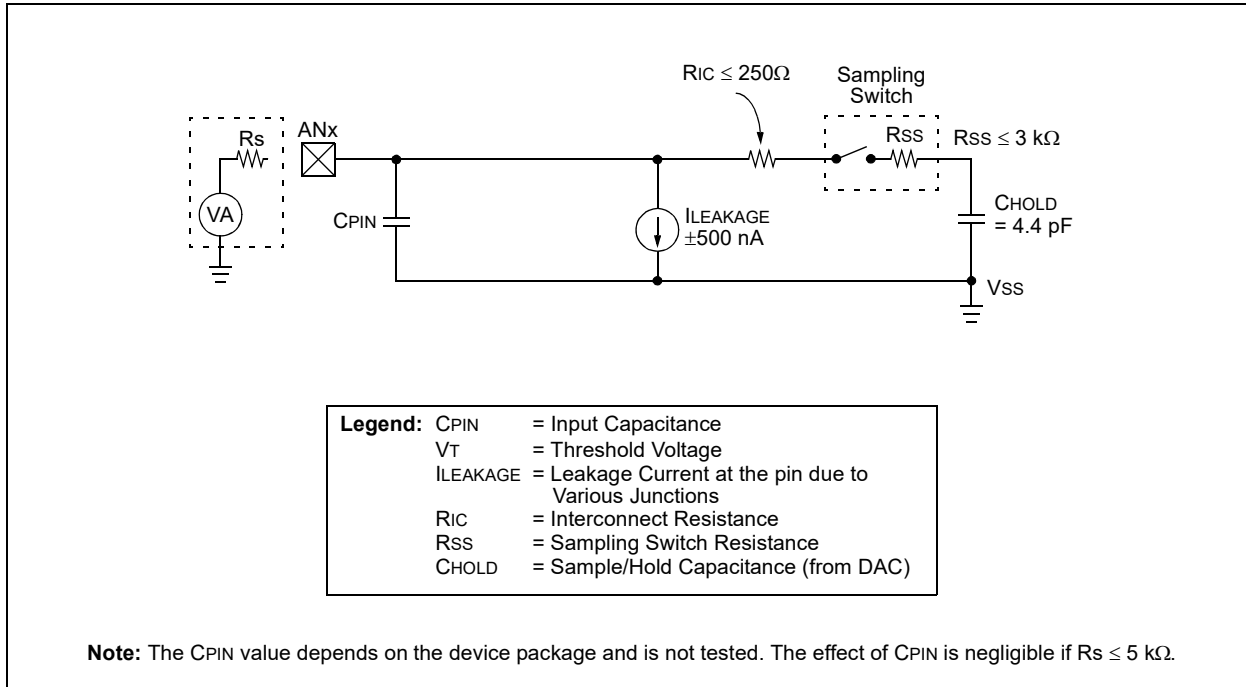 RIC ≤ 250Ω
Sampling
Switch
Rs
ANx
RSS
RSS ≤ 3 kΩ
VA
CPIN
ILEAKAGE
±500 nA
CHOLD
= 4.4 pF
VSS
Legend: CPIN = Input Capacitance
VT = Threshold Voltage
ILEAKAGE = Leakage Current at the pin due to
Various Junctions
RIC = Interconnect Resistance
RSS = Sampling Switch Resistance
CHOLD = Sample/Hold Capacitance (from DAC)
Note: The CPIN value depends on the device package and is not tested. The effect of CPIN is negligible if Rs ≤ 5 kΩ.